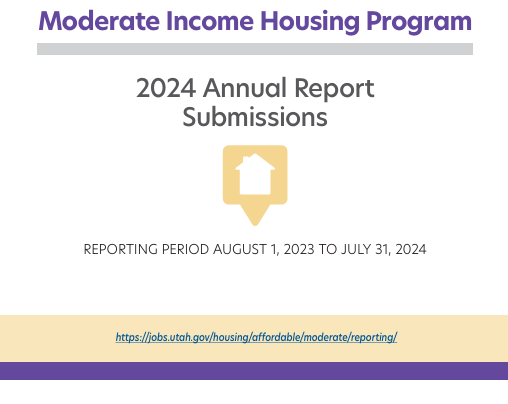 Moderate Income Housing Program
2024 Annual Report
Submissions
REPORTING PERIOD AUGUST 1, 2023 TO JULY 31, 2024
https://jobs.utah.gov/housing/affordable/moderate/reporting/